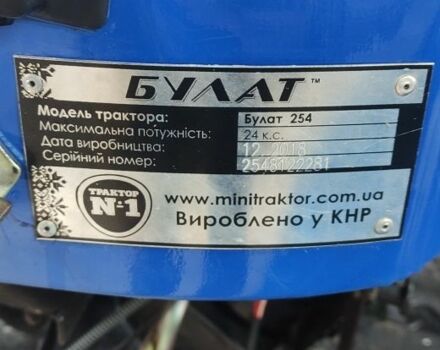 БУЛАТ™
Модель трактора: Булат 254
Максимальна потужність: 24 к.с.
Дата виробництва: 12.2018
Серійний номер: 2548122281
ТРАКТОР
№1
www.minitraktor.com.ua
Вироблено у КНР